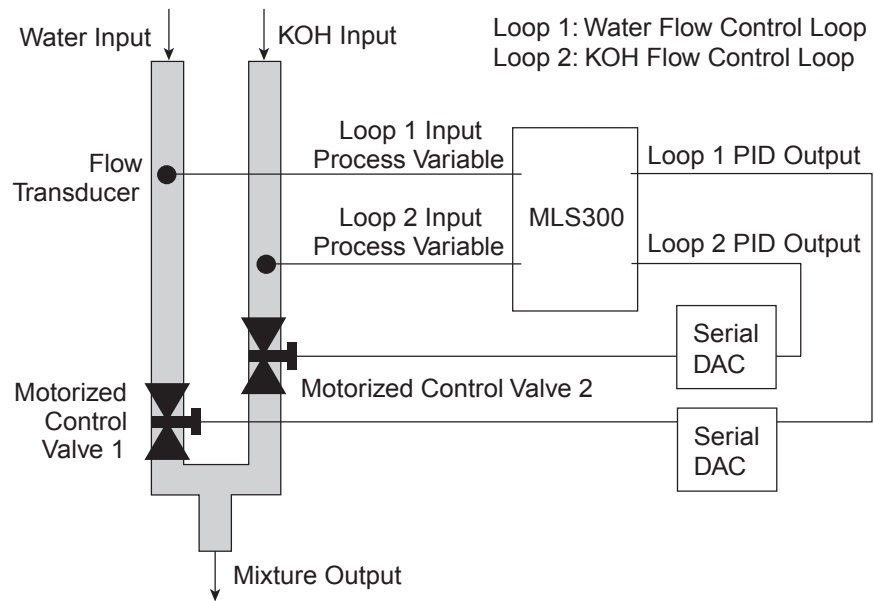 Water Input
KOH Input
Loop 1: Water Flow Control Loop
Loop 2: KOH Flow Control Loop
Flow
Transducer
Loop 1 Input
Process Variable
Loop 2 Input
Process Variable
MLS300
Loop 1 PID Output
Loop 2 PID Output
Serial
DAC
Motorized Control Valve 2
Motorized
Control
Valve 1
Serial
DAC
Mixture Output